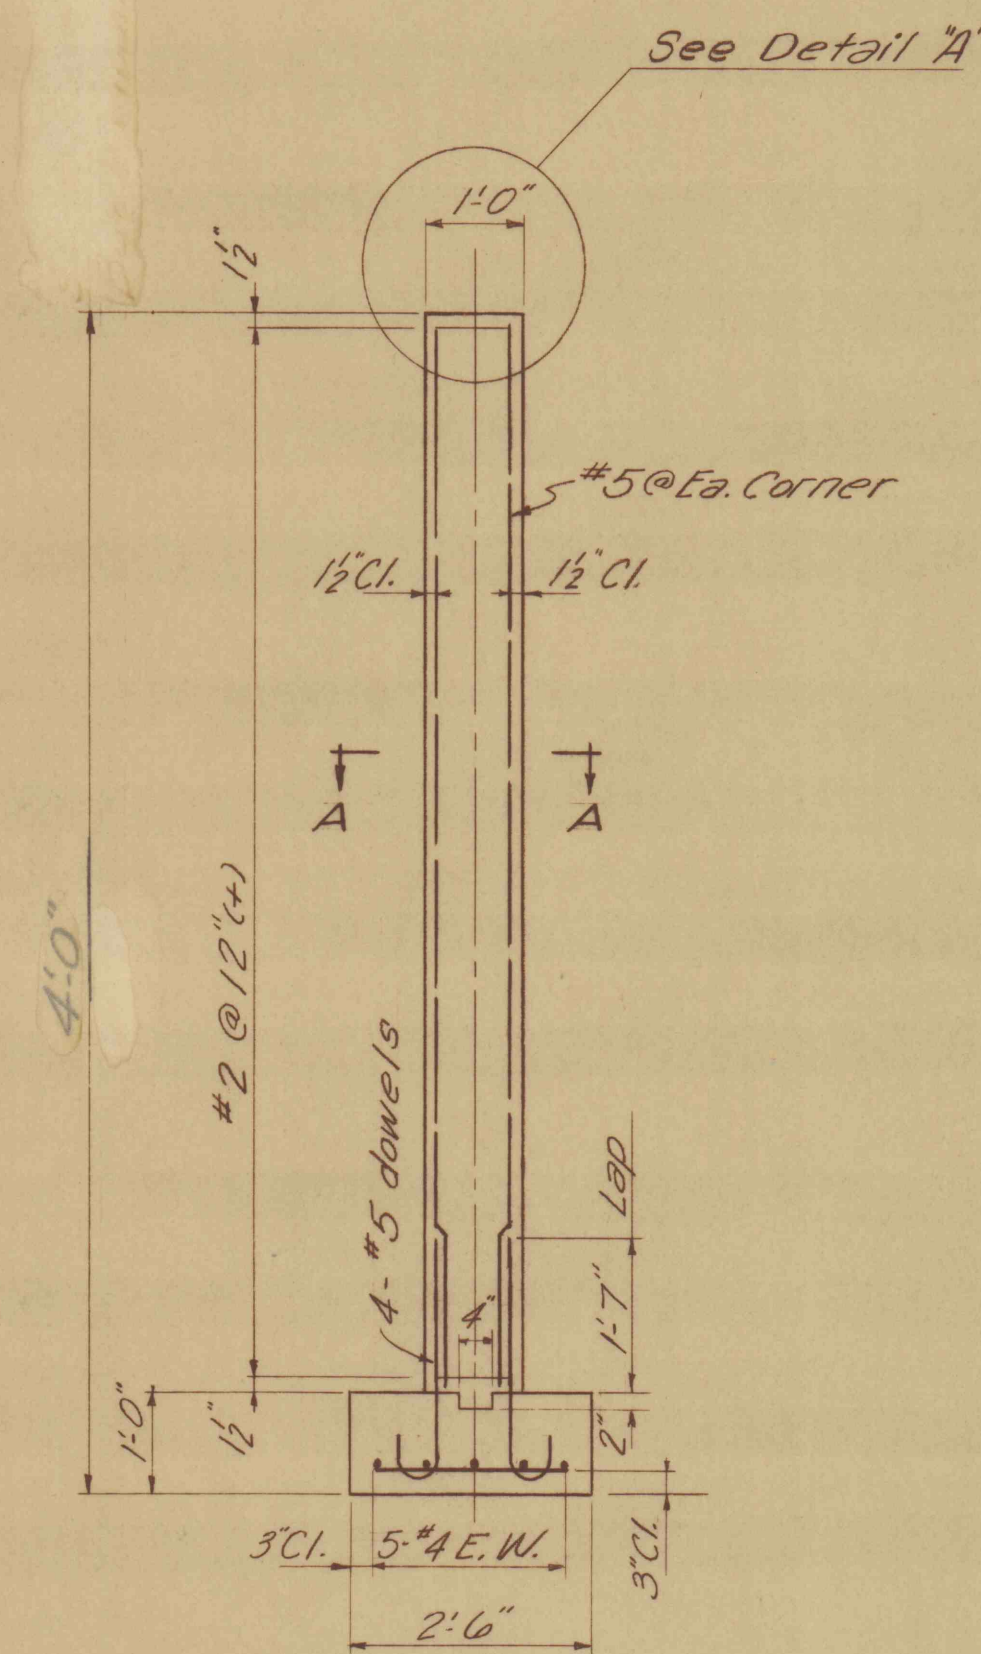 See Detail "A"
1'-0"
1½"
#5@Ea. Corner
1½"Cl.
1½"Cl.
A
A
4'-0"
#2 @ 12"(+)
4-#5 dowels
Lap
1'-7"
4"
1'-0"
1½"
2"
3"Cl.
5-#4 E.W.
3"Cl.
2'-6"